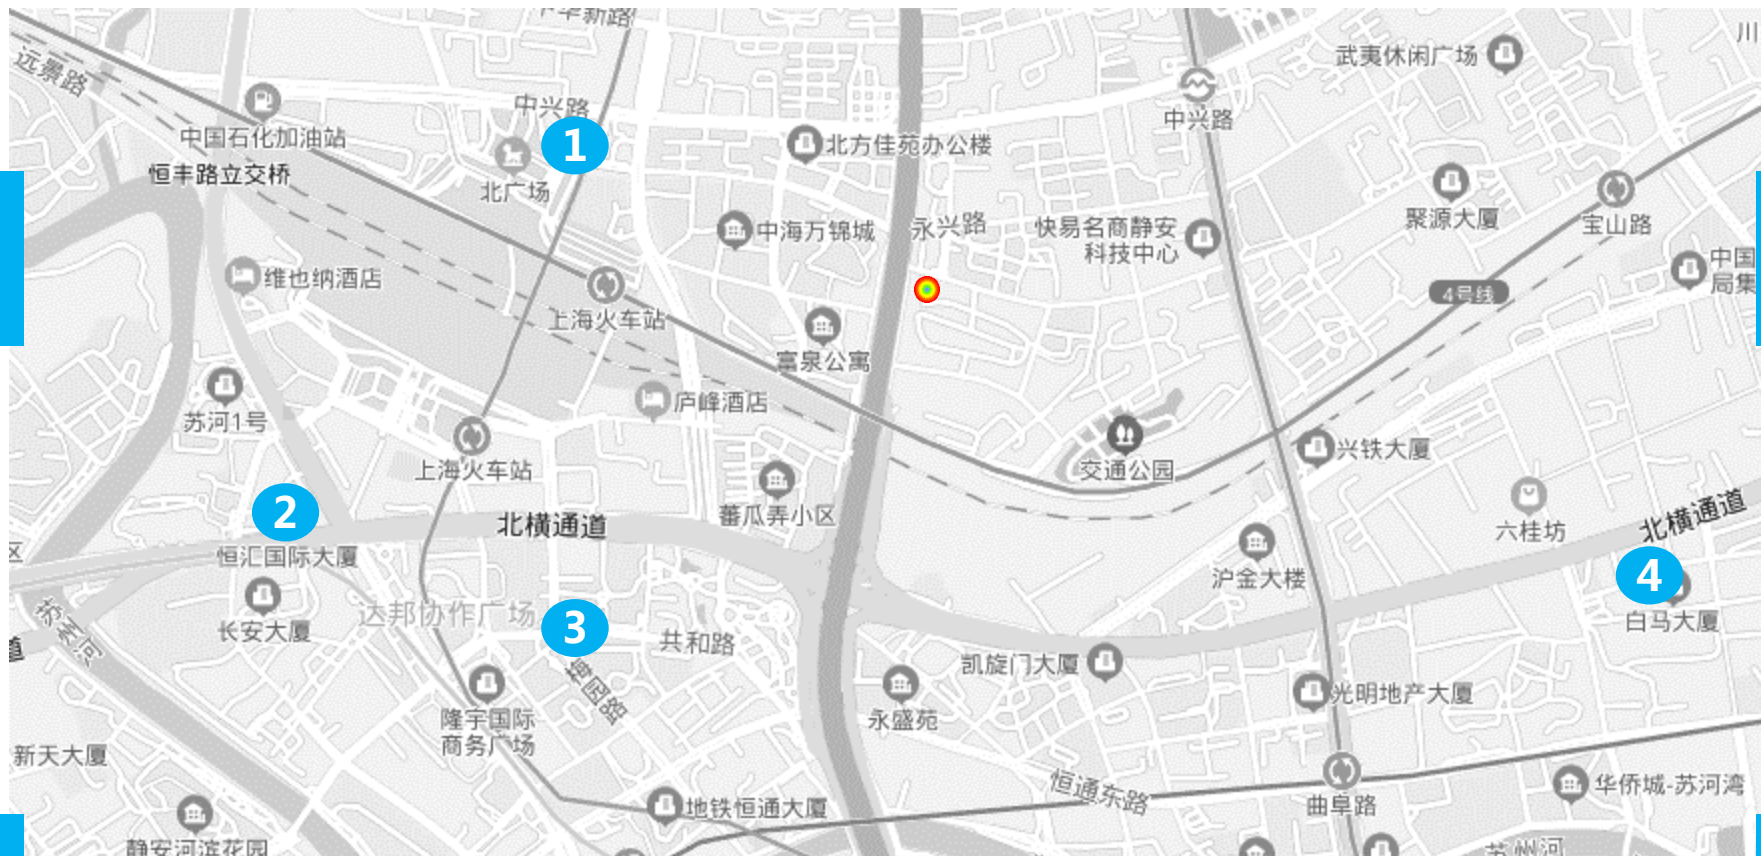 中华新路
川
远景路
武夷休闲广场
中兴路
中兴路
中国石化加油站
1
北方佳苑办公楼
恒丰路立交桥
北广场
聚源大厦
宝山路
中海万锦城
永兴路
快易名商静安
科技中心
中国
局集
维也纳酒店
4号线
上海火车站
富泉公寓
苏河1号
庐峰酒店
上海火车站
交通公园
兴铁大厦
2
北横通道
蕃瓜弄小区
六桂坊
北横通道
区
恒汇国际大厦
沪金大楼
4
苏州河
长安大厦
达邦协作广场
3
共和路
白马大厦
道
凯旋门大厦
梅园路
隆宇国际
商务广场
永盛苑
光明地产大厦
新天大厦
恒通东路
华侨城-苏河湾
地铁恒通大厦
曲阜路
静安河滨花园
苏州河